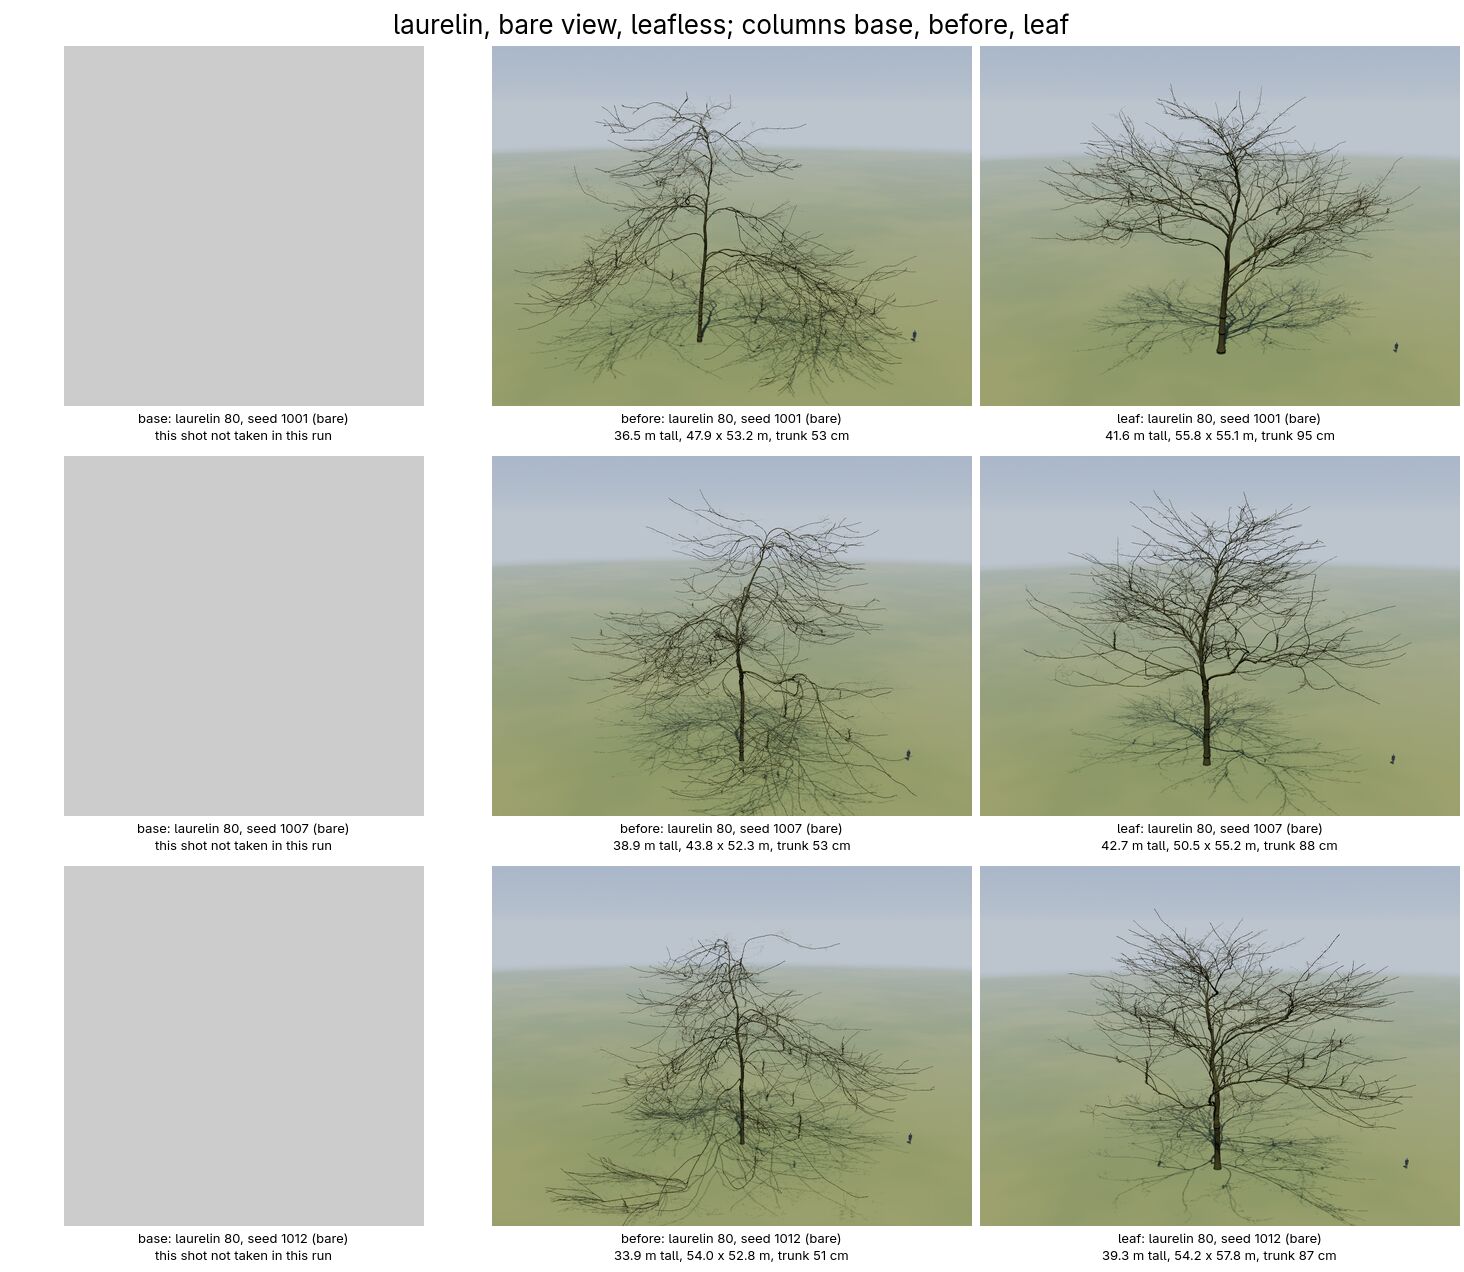 laurelin, bare view, leafless; columns base, before, leaf
base: laurelin 80, seed 1001 (bare)
this shot not taken in this run
before: laurelin 80, seed 1001 (bare)
36.5 m tall, 47.9 x 53.2 m, trunk 53 cm
leaf: laurelin 80, seed 1001 (bare)
41.6 m tall, 55.8 x 55.1 m, trunk 95 cm
base: laurelin 80, seed 1007 (bare)
this shot not taken in this run
before: laurelin 80, seed 1007 (bare)
38.9 m tall, 43.8 x 52.3 m, trunk 53 cm
leaf: laurelin 80, seed 1007 (bare)
42.7 m tall, 50.5 x 55.2 m, trunk 88 cm
base: laurelin 80, seed 1012 (bare)
this shot not taken in this run
before: laurelin 80, seed 1012 (bare)
33.9 m tall, 54.0 x 52.8 m, trunk 51 cm
leaf: laurelin 80, seed 1012 (bare)
39.3 m tall, 54.2 x 57.8 m, trunk 87 cm